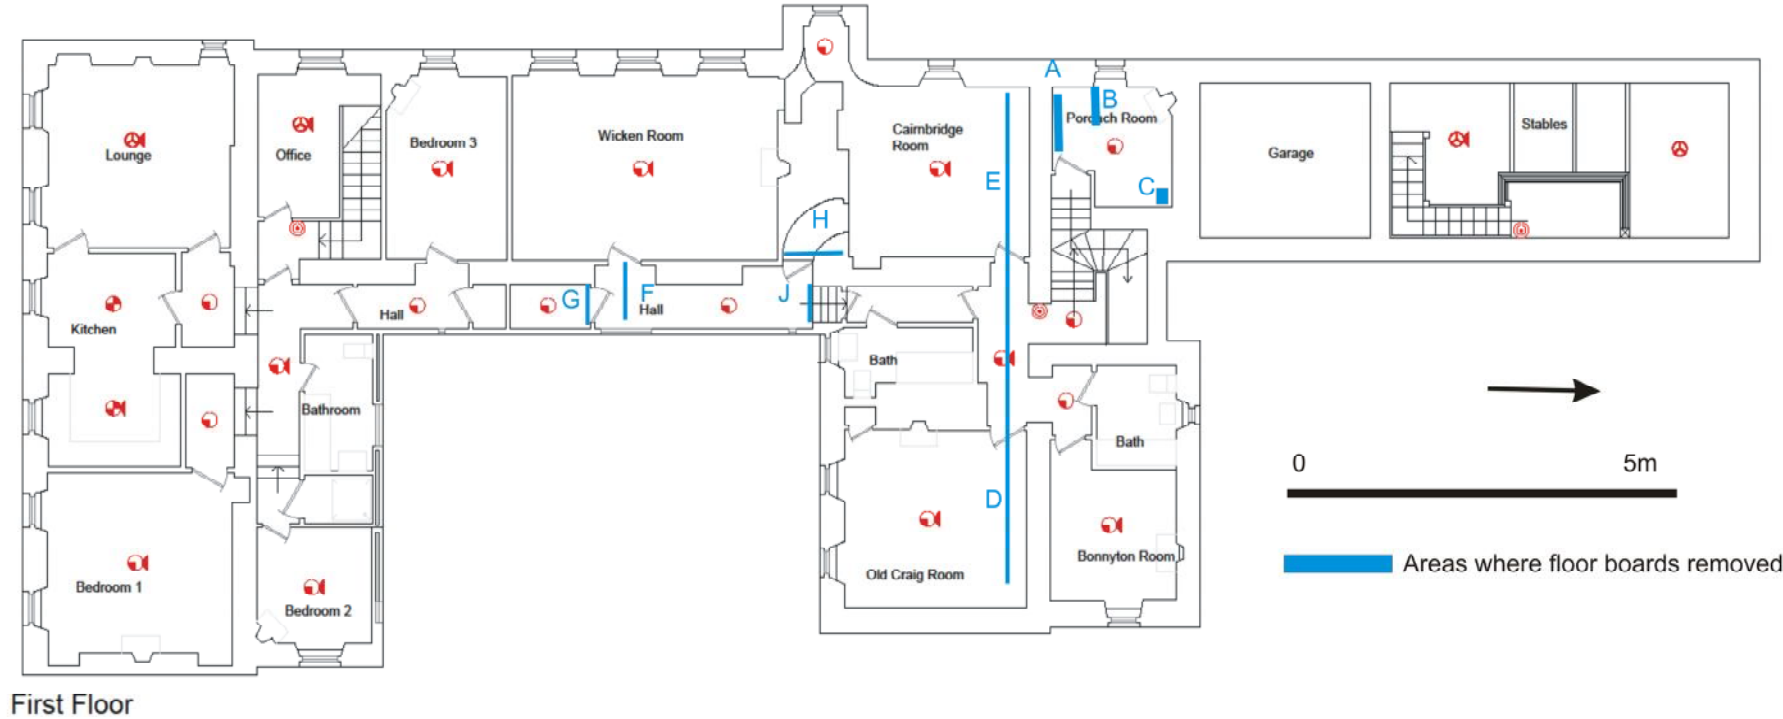 A
B
Porduch Room
Cairnbridge
Room
Wicken Room
Bedroom 3
Office
Lounge
Garage
Stables
E
C
H
G
F
J
Hall
Hall
Kitchen
Bath
Bathroom
Bath
D
Old Craig Room
Bonnyton Room
Bedroom 1
Bedroom 2
0 5m
Areas where floor boards removed
First Floor